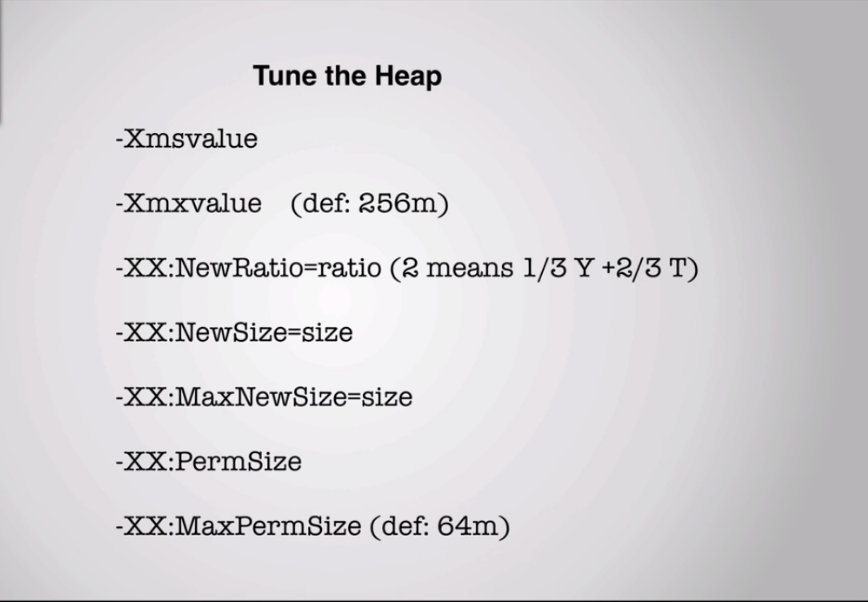 Tune the Heap
-Xmsvalue
-Xmxvalue (def: 256m)
-XX:NewRatio=ratio (2 means 1/3 Y +2/3 T)
-XX:NewSize=size
-XX:MaxNewSize=size
-XX:PermSize
-XX:MaxPermSize (def: 64m)